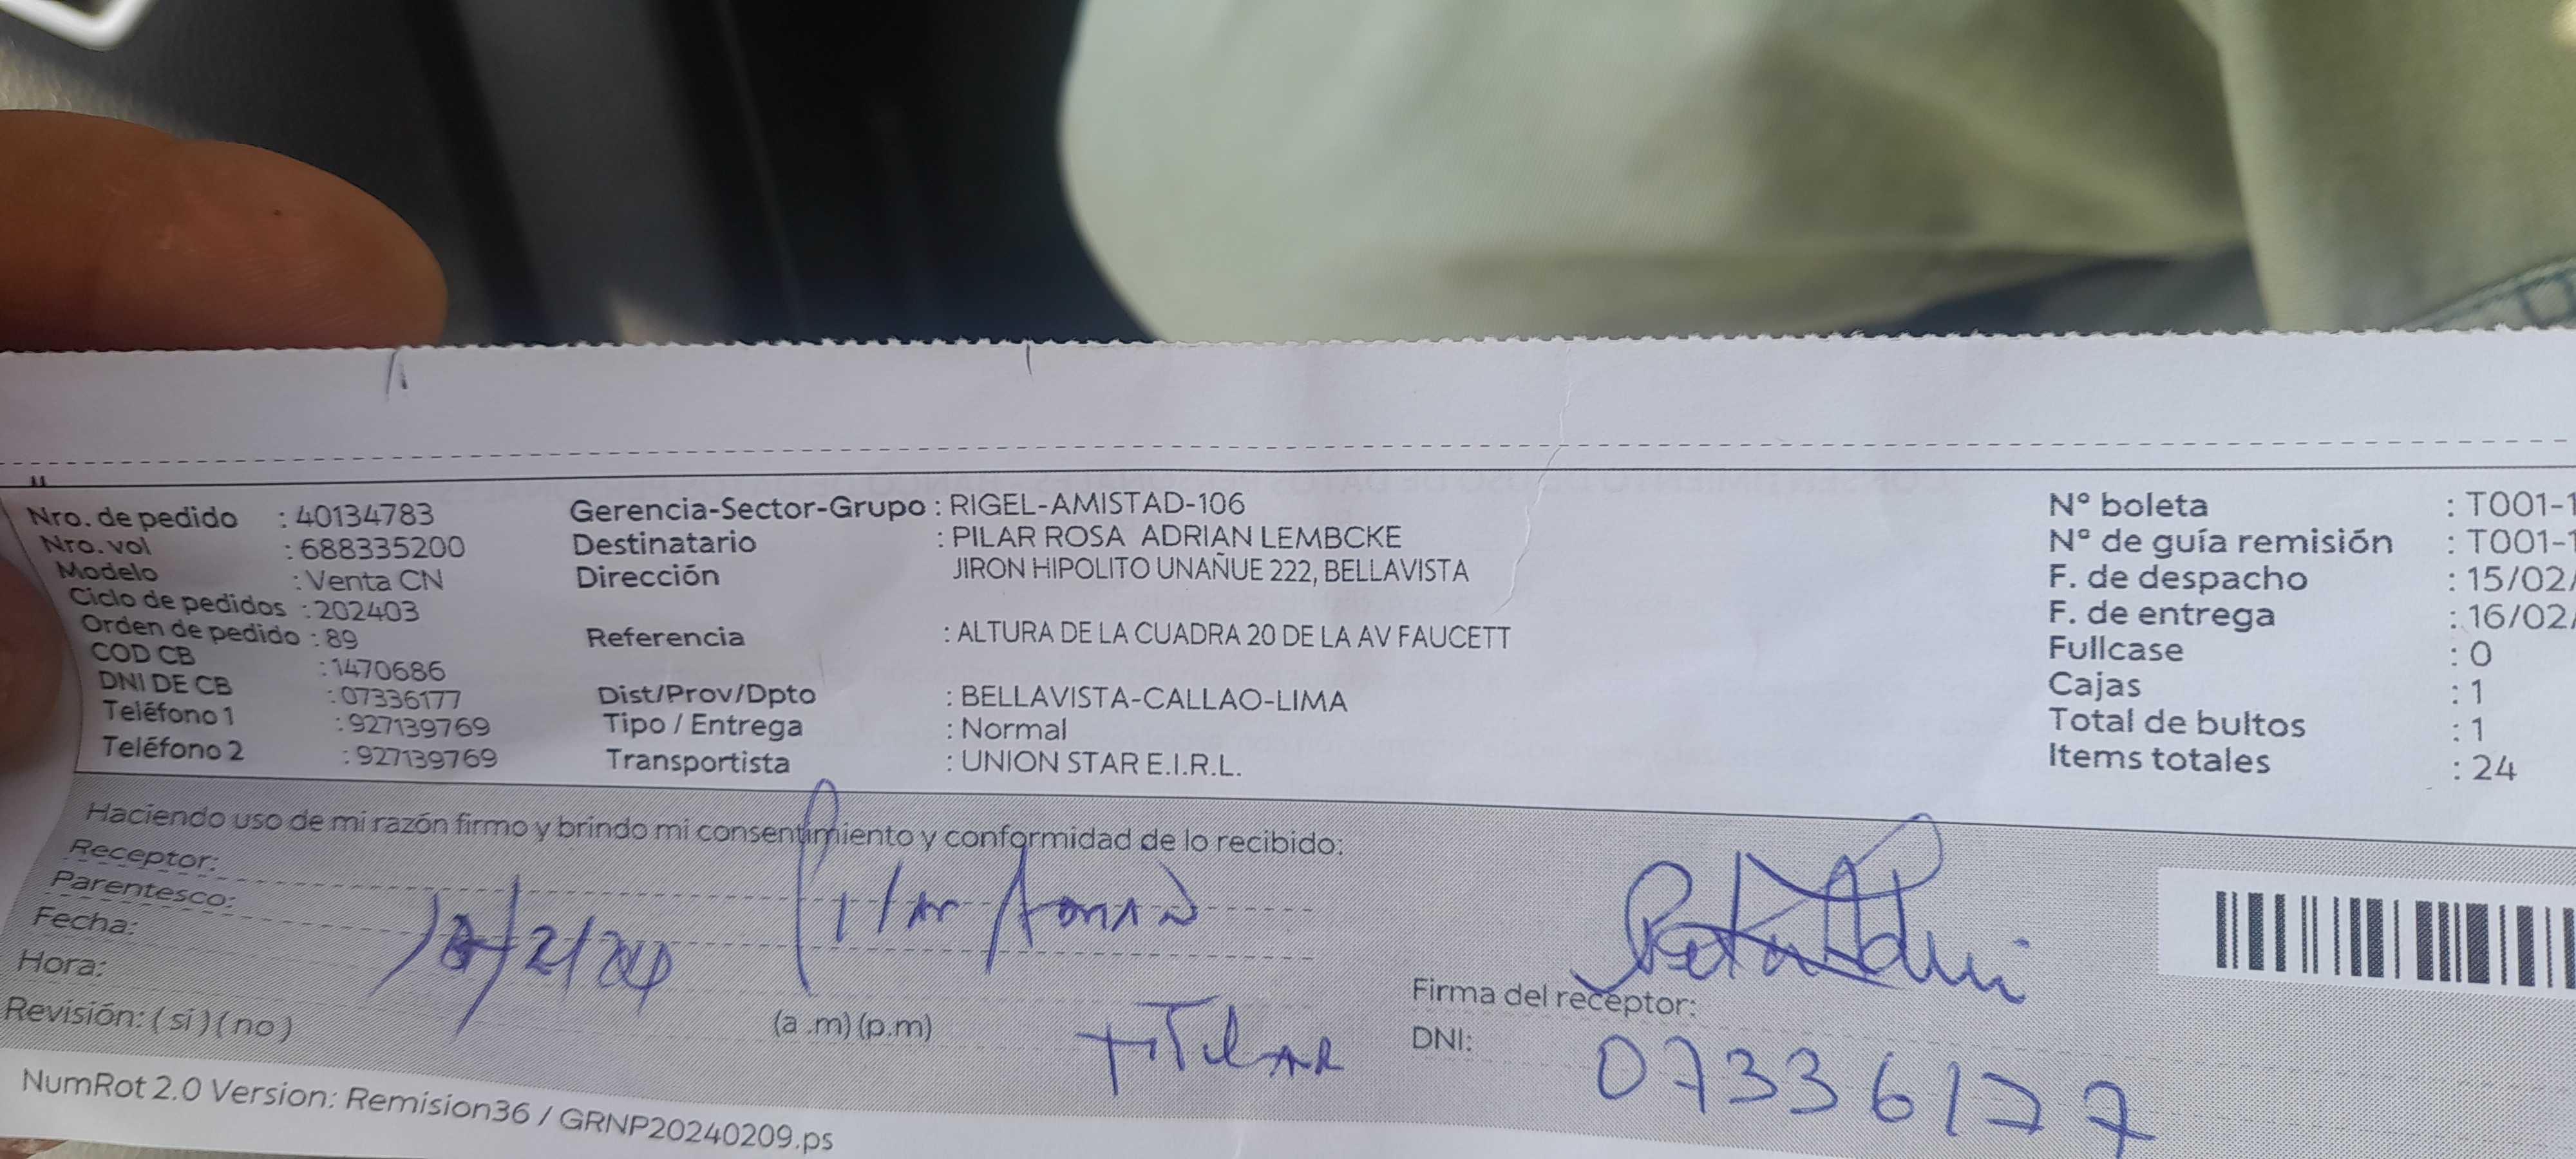 Nro. de pedido : 40134783 Gerencia-Sector-Grupo : RIGEL-AMISTAD-106 N° boleta : T001-1
Nro. vol : 688335200 Destinatario : PILAR ROSA ADRIAN LEMBCKE N° de guía remisión : T001-1
Modelo : Venta CN Dirección JIRON HIPOLITO UNAÑUE 222, BELLAVISTA F. de despacho : 15/02/
Ciclo de pedidos : 202403 F. de entrega : 16/02/
Orden de pedido : 89 Referencia : ALTURA DE LA CUADRA 20 DE LA AV FAUCETT Fullcase : 0
COD CB : 1470686 Cajas : 1
DNI DE CB : 07336177 Dist/Prov/Dpto : BELLAVISTA-CALLAO-LIMA Total de bultos : 1
Teléfono 1 : 927139769 Tipo / Entrega : Normal Items totales : 24
Teléfono 2 : 927139769 Transportista : UNION STAR E.I.R.L.
Haciendo uso de mi razón firmo y brindo mi consentimiento y conformidad de lo recibido:
Receptor: Pilar
Parentesco:
Fecha:
Hora: (a .m) (p.m) Titular Firma del receptor:
Revisión: ( si ) ( no ) DNI: 07336177
NumRot 2.0 Version: Remision36 / GRNP20240209.ps